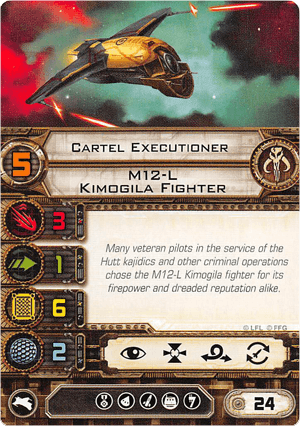 Cartel Executioner
5
M12-L
Kimogila Fighter
3
1
6
2
Many veteran pilots in the service of the
Hutt kajidics and other criminal operations
chose the M12-L Kimogila fighter for its
firepower and dreaded reputation alike.
© LFL © FFG
24